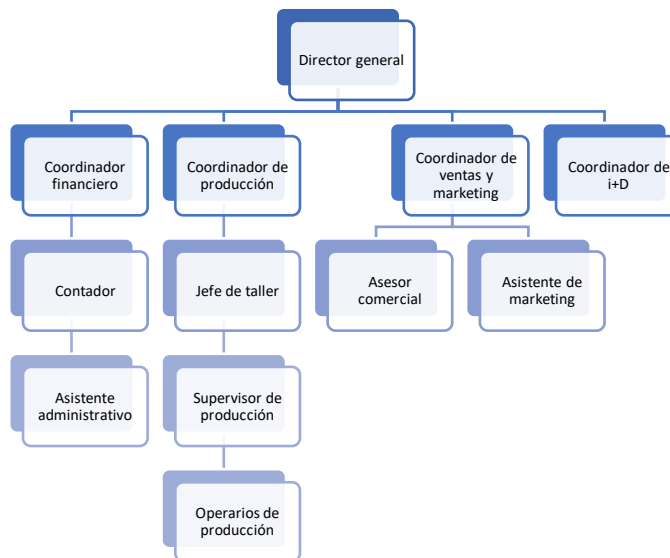 Director general
Coordinador
financiero
Coordinador de
producción
Coordinador de
ventas y
marketing
Coordinador de
i+D
Contador
Jefe de taller
Asesor
comercial
Asistente de
marketing
Asistente
administrativo
Supervisor de
producción
Operarios de
producción